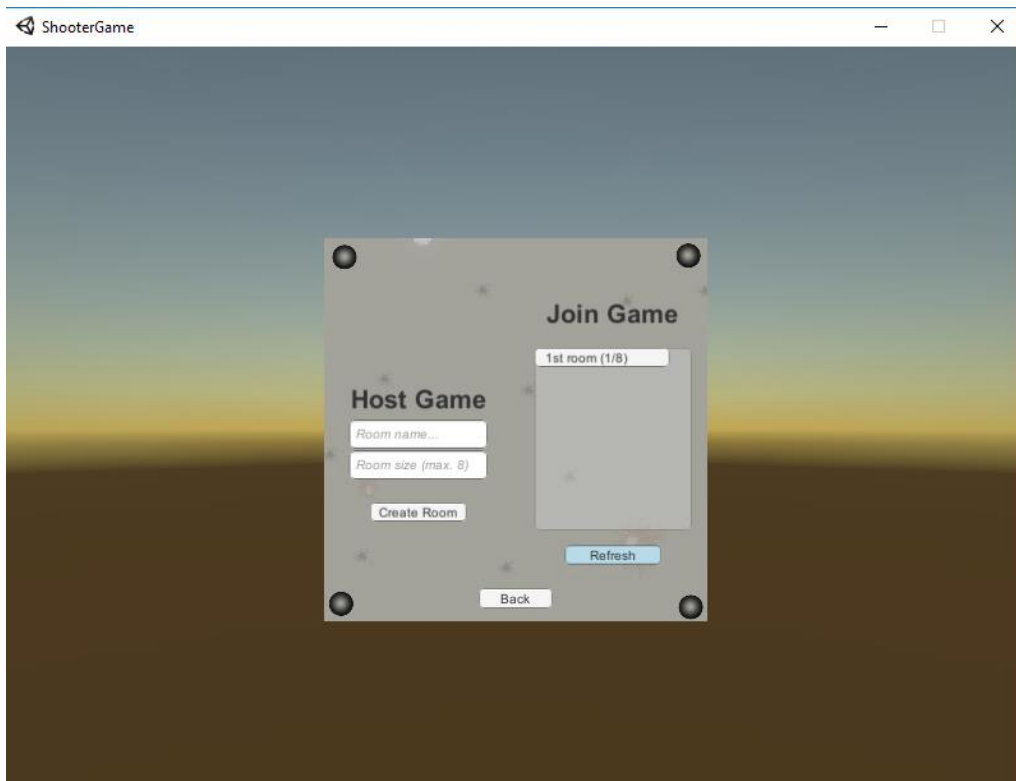 ShooterGame
Join Game
1st room (1/8)
Host Game
Room name...
Room size (max. 8)
Create Room
Refresh
Back